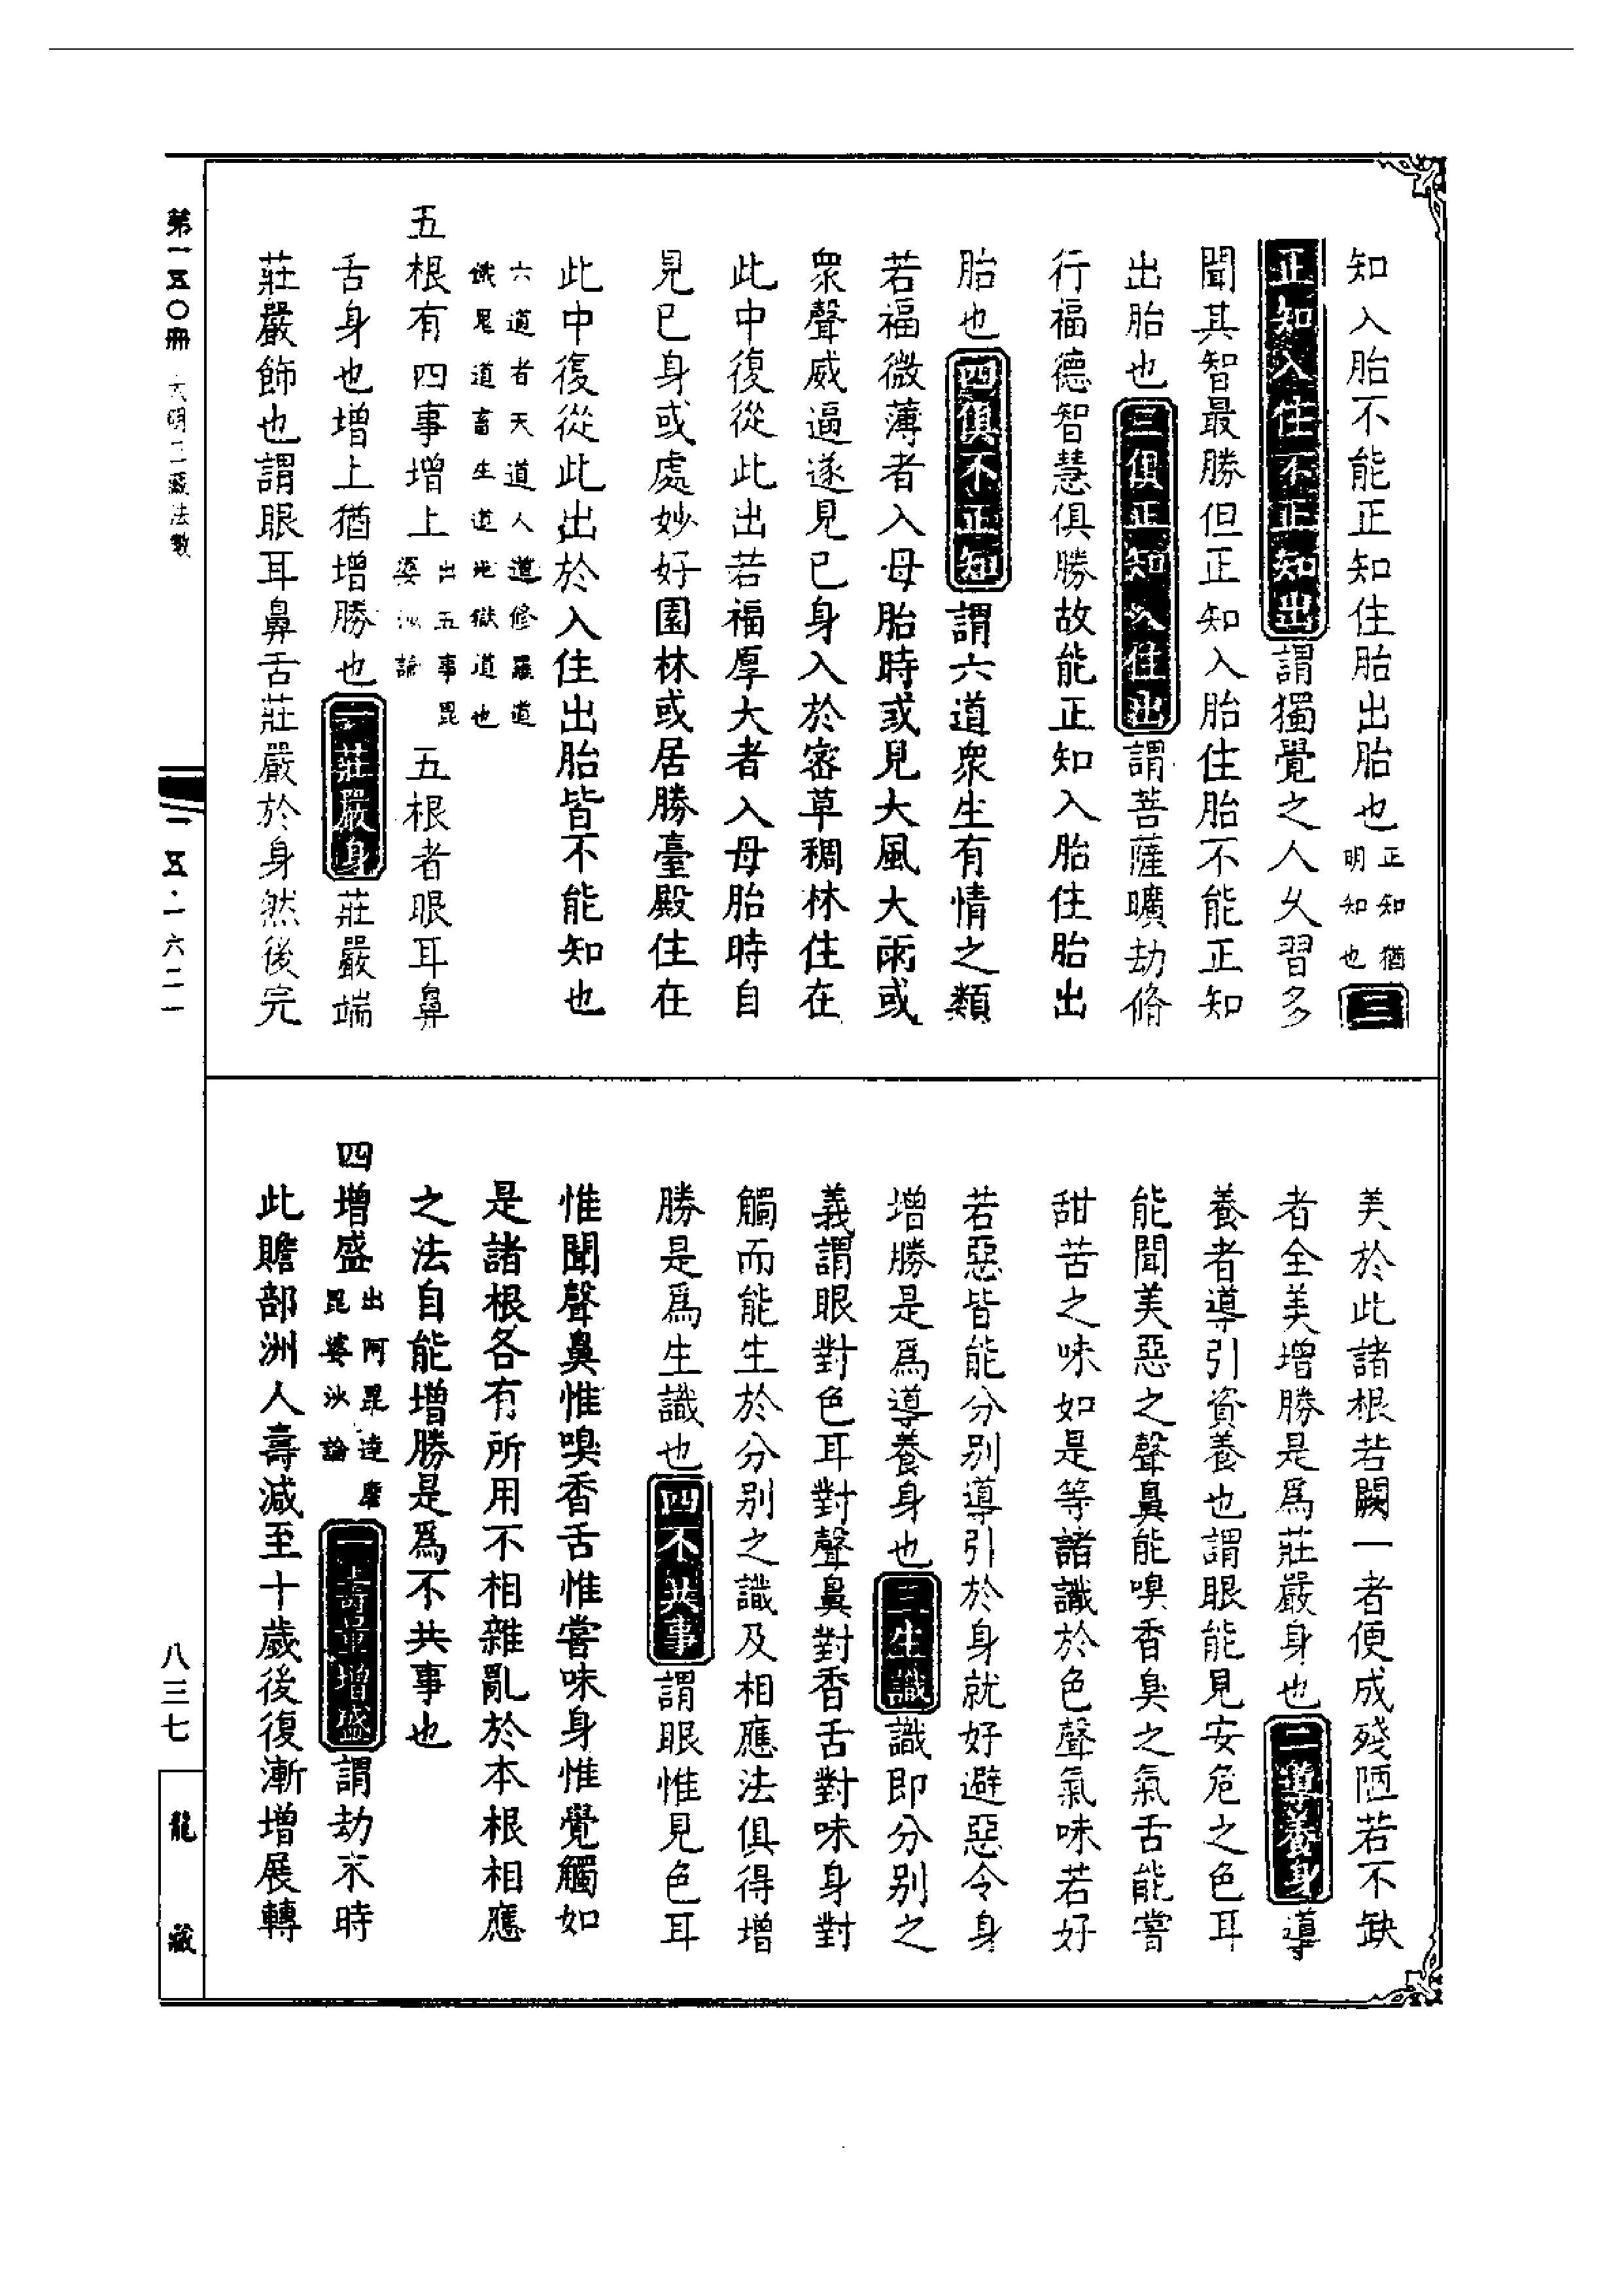 知入胎不能正知住胎出胎也正知猶明知也二
正知入住不正知出謂獨覺之人久習多
聞其智最勝但正知入胎住胎不能正知
出胎也三俱正知入住出謂菩薩曠劫脩
行福德智慧俱勝故能正知入胎住胎出
胎也四俱不正知謂六道衆生有情之類
若福微薄者入母胎時或見大風大雨或
衆聲威逼遂見已身入於密草稠林住在
此中復從此出若福厚大者入母胎時自
見已身或處妙好園林或居勝臺殿住在
此中復從此出於入住出胎皆不能知也
六道者天道人道修羅道餓鬼道畜生道地獄道也
五根有四事增上出五事毘婆沙論五根者眼耳鼻
舌身也增上猶增勝也一莊嚴身莊嚴端
莊嚴飾也謂眼耳鼻舌莊嚴於身然後完
美於此諸根若闕一者便成殘陋若不缺
者全美增勝是爲莊嚴身也二導養身導
養者導引資養也謂眼能見安危之色耳
能聞美惡之聲鼻能嗅香臭之氣舌能嘗
甜苦之味如是等諸識於色聲氣味若好
若惡皆能分別導引於身就好避惡令身
增勝是爲導養身也三生識識即分別之
義謂眼對色耳對聲鼻對香舌對味身對
觸而能生於分別之識及相應法俱得增
勝是爲生識也四不共事謂眼惟見色耳
惟聞聲鼻惟嗅香舌惟嘗味身惟覺觸如
是諸根各有所用不相雜亂於本根相應
之法自能增勝是爲不共事也
四增盛出阿毘達磨毘婆沙論一壽量增盛謂劫末時
此贍部洲人壽減至十歲後復漸增展轉
第一五〇冊 大明三藏法數
一五·一六二一
八三七
龍藏